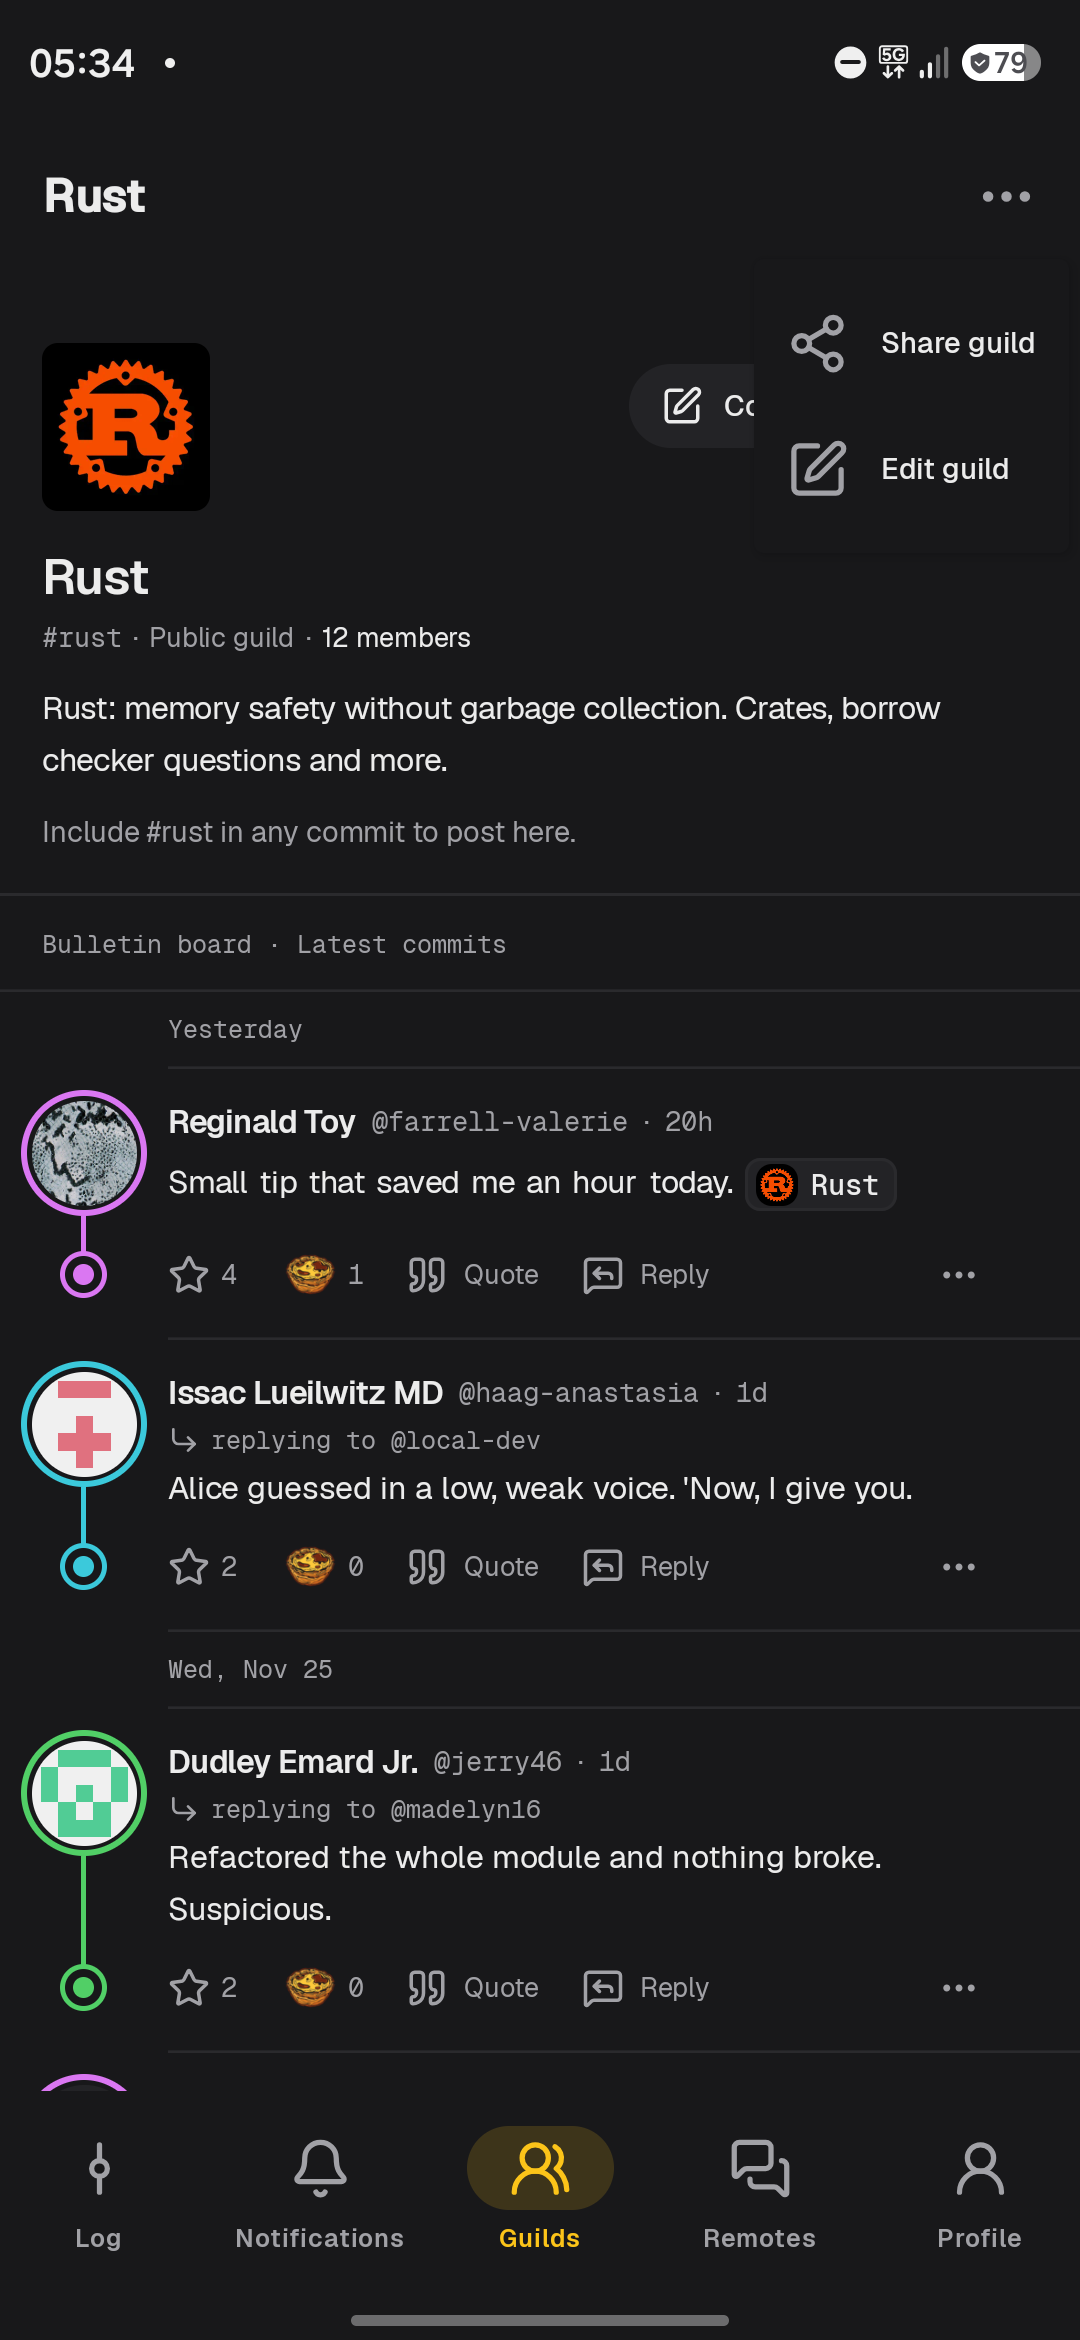 05:34
5G
79
Rust
Share guild
Co
Edit guild
Rust
#rust · Public guild · 12 members
Rust: memory safety without garbage collection. Crates, borrow
checker questions and more.
Include #rust in any commit to post here.
Bulletin board · Latest commits
Yesterday
Reginald Toy @farrell-valerie · 20h
Small tip that saved me an hour today. Rust
4 1 Quote Reply
Issac Lueilwitz MD @haag-anastasia · 1d
replying to @local-dev
Alice guessed in a low, weak voice. 'Now, I give you.
2 0 Quote Reply
Wed, Nov 25
Dudley Emard Jr. @jerry46 · 1d
replying to @madelyn16
Refactored the whole module and nothing broke.
Suspicious.
2 0 Quote Reply
Log Notifications Guilds Remotes Profile